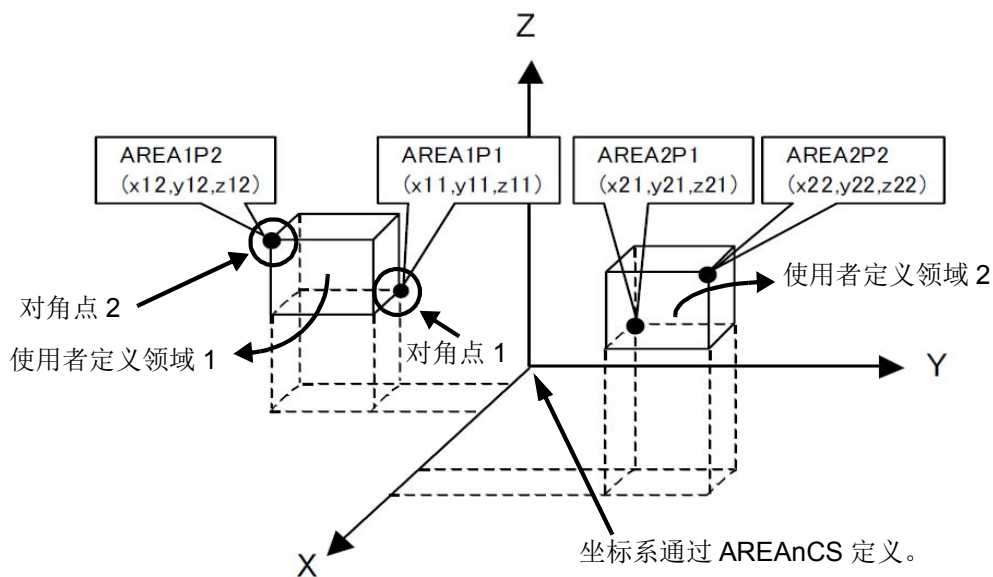 Z
AREA1P2
(x12,y12,z12)
AREA1P1
(x11,y11,z11)
AREA2P1
(x21,y21,z21)
AREA2P2
(x22,y22,z22)
使用者定义领域 2
对角点 2
使用者定义领域 1
对角点 1
Y
X
坐标系通过 AREAnCS 定义。